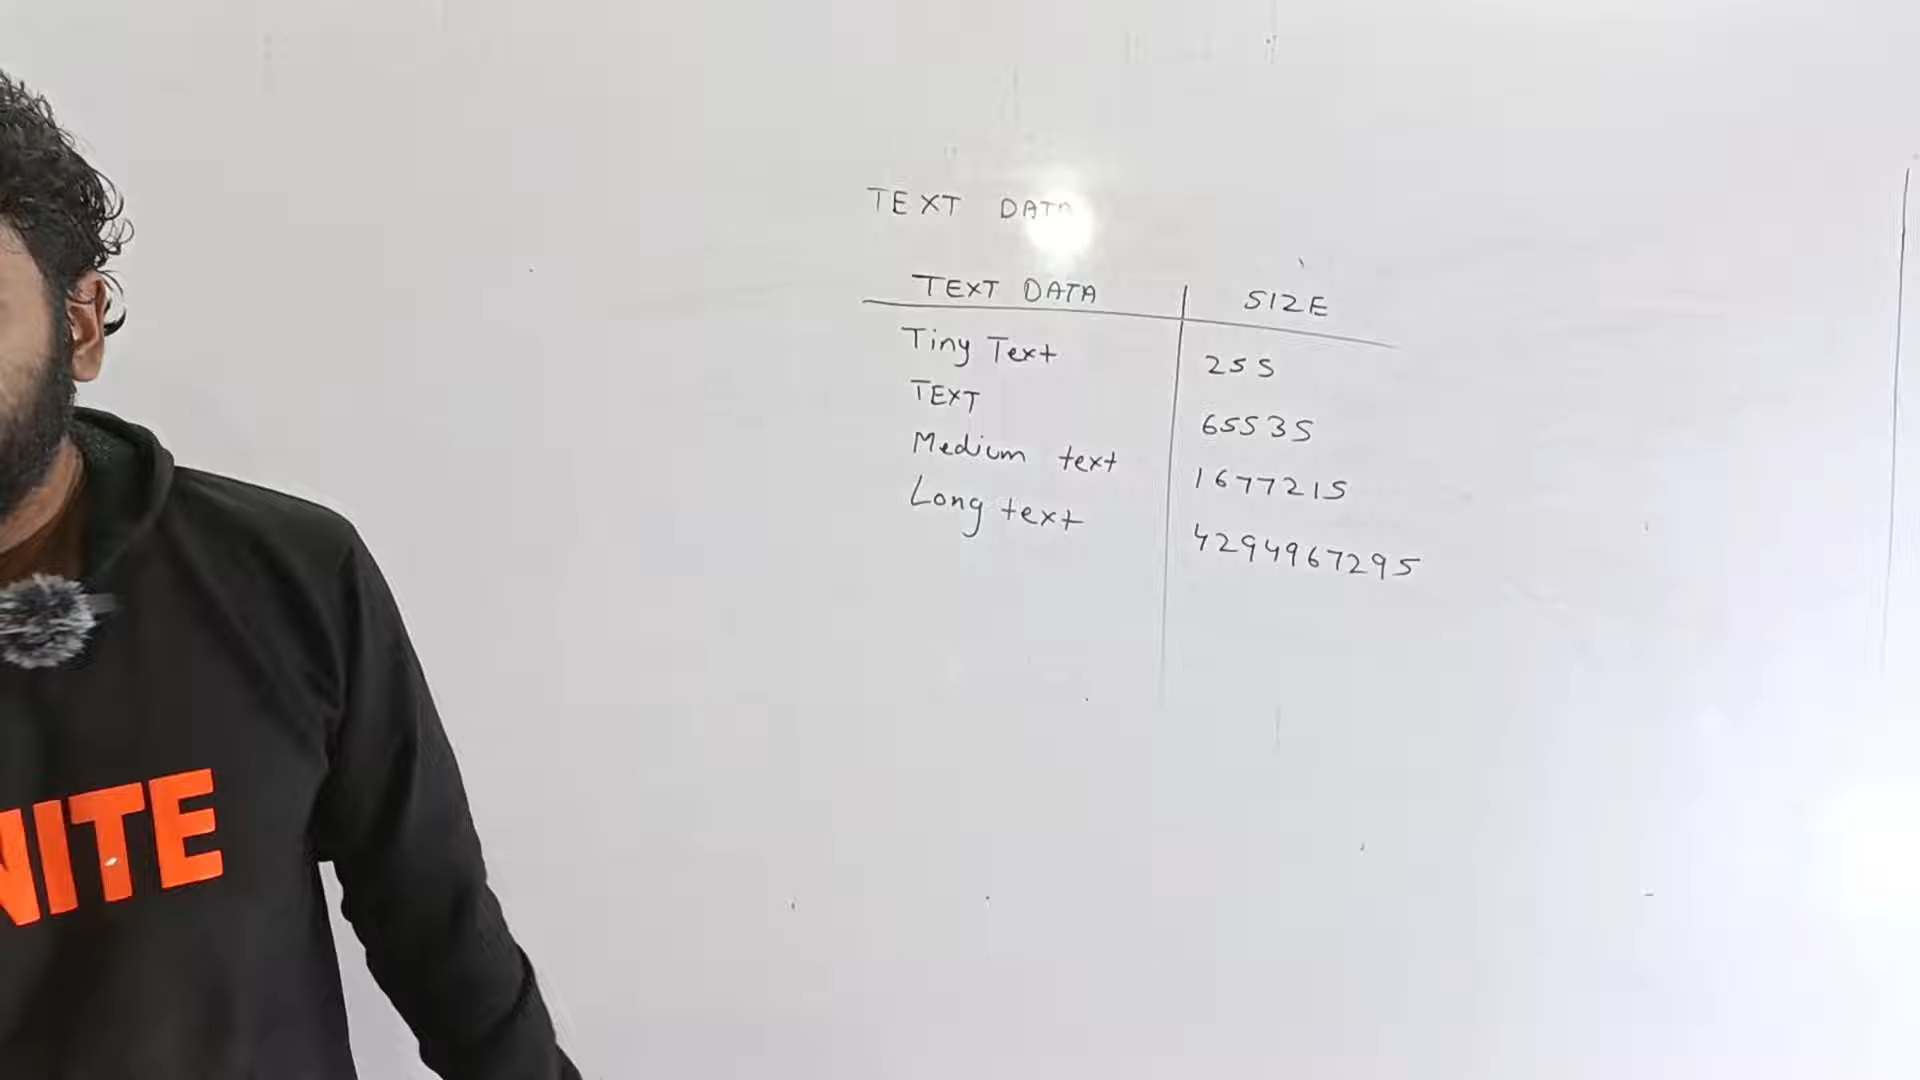 TEXT DATA
TEXT DATA SIZE
Tiny Text 255
TEXT 65535
Medium text 1677215
Long text 4294967295
NITE